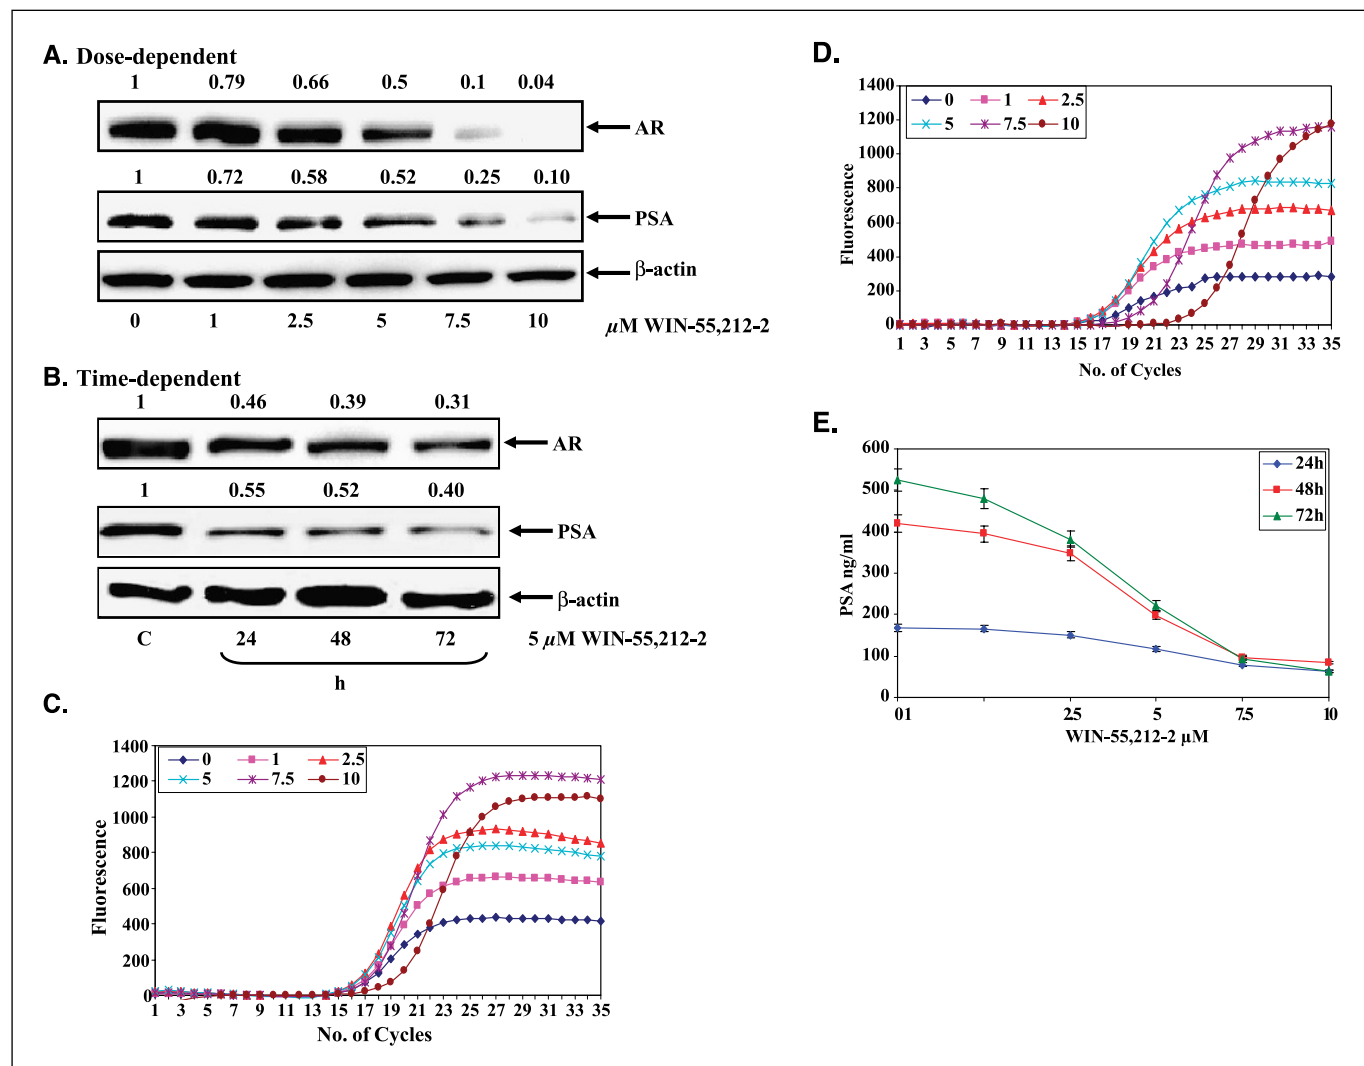 A. Dose-dependent
1 0.79 0.66 0.5 0.1 0.04
AR
1 0.72 0.58 0.52 0.25 0.10
PSA
β-actin
0 1 2.5 5 7.5 10 µM WIN-55,212-2
B. Time-dependent
1 0.46 0.39 0.31
AR
1 0.55 0.52 0.40
PSA
β-actin
C 24 48 72 5 µM WIN-55,212-2
h
C.
1400
1200
1000
800
600
400
200
0
0 1 2.5
5 7.5 10
Fluorescence
1 3 5 7 9 11 13 15 17 19 21 23 25 27 29 31 33 35
No. of Cycles
D.
1400
1200
1000
800
600
400
200
0
0 1 2.5
5 7.5 10
Fluorescence
1 3 5 7 9 11 13 15 17 19 21 23 25 27 29 31 33 35
No. of Cycles
E.
600
500
400
300
200
100
0
24h
48h
72h
PSA ng/ml
01 25 5 75 10
WIN-55,212-2 µM